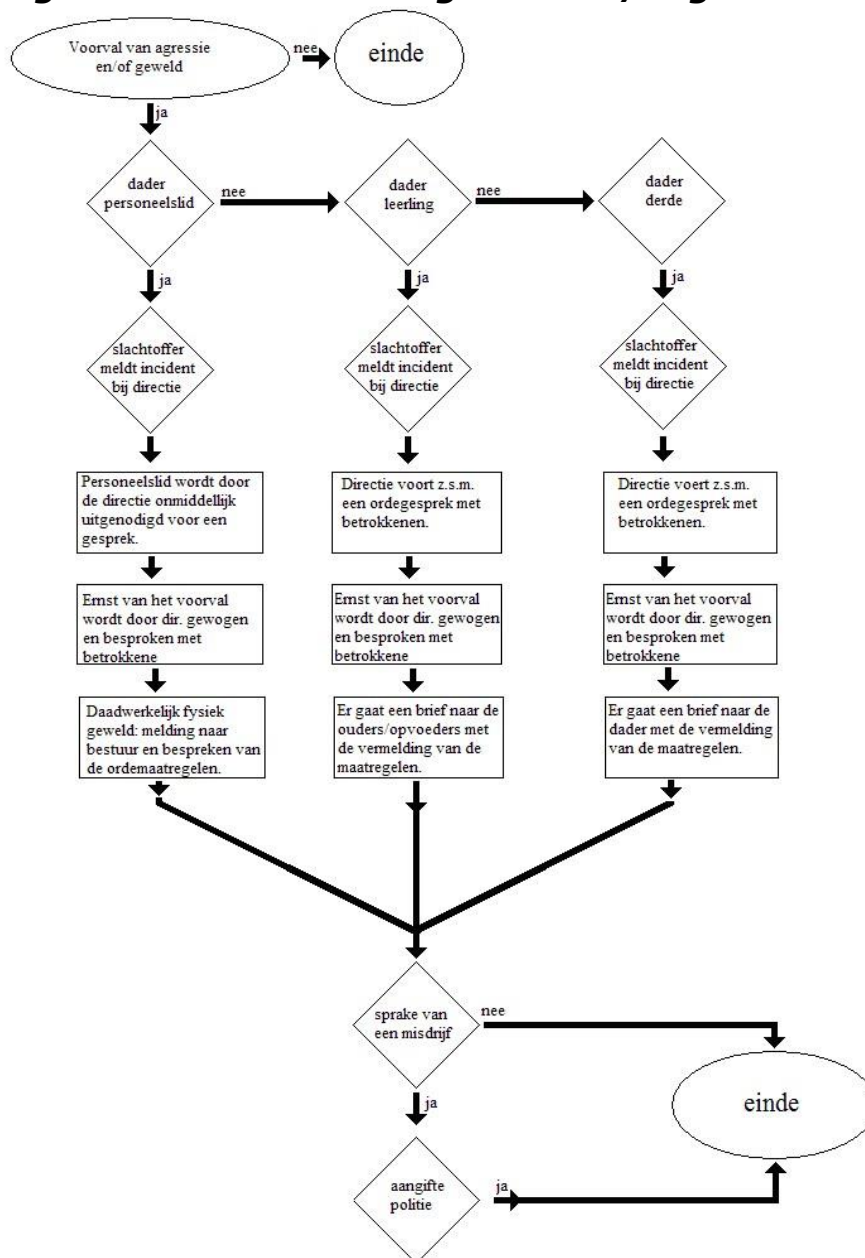 Voorval van agressie
en/of geweld
nee
einde
ja
dader
personeelslid
nee
dader
leerling
nee
dader
derde
ja
ja
ja
slachtoffer
meldt incident
bij directie
slachtoffer
meldt incident
bij directie
slachtoffer
meldt incident
bij directie
Personeelslid wordt door
de directie onmiddellijk
uitgenodigd voor een
gesprek.
Directie voert z.s.m.
een ordegesprek met
betrokkenen.
Directie voert z.s.m.
een ordegesprek met
betrokkenen.
Ernst van het voorval
wordt door dir. gewogen
en besproken met
betrokkene
Ernst van het voorval
wordt door dir. gewogen
en besproken met
betrokkene
Ernst van het voorval
wordt door dir. gewogen
en besproken met
betrokkene
Daadwerkelijk fysiek
geweld: melding naar
bestuur en bespreken van
de ordemaatregelen.
Er gaat een brief naar de
ouders/opvoeders met
de vermelding van de
maatregelen.
Er gaat een brief naar de
dader met de vermelding
van de maatregelen.
sprake van
een misdrijf
nee
einde
ja
aangifte
politie
ja